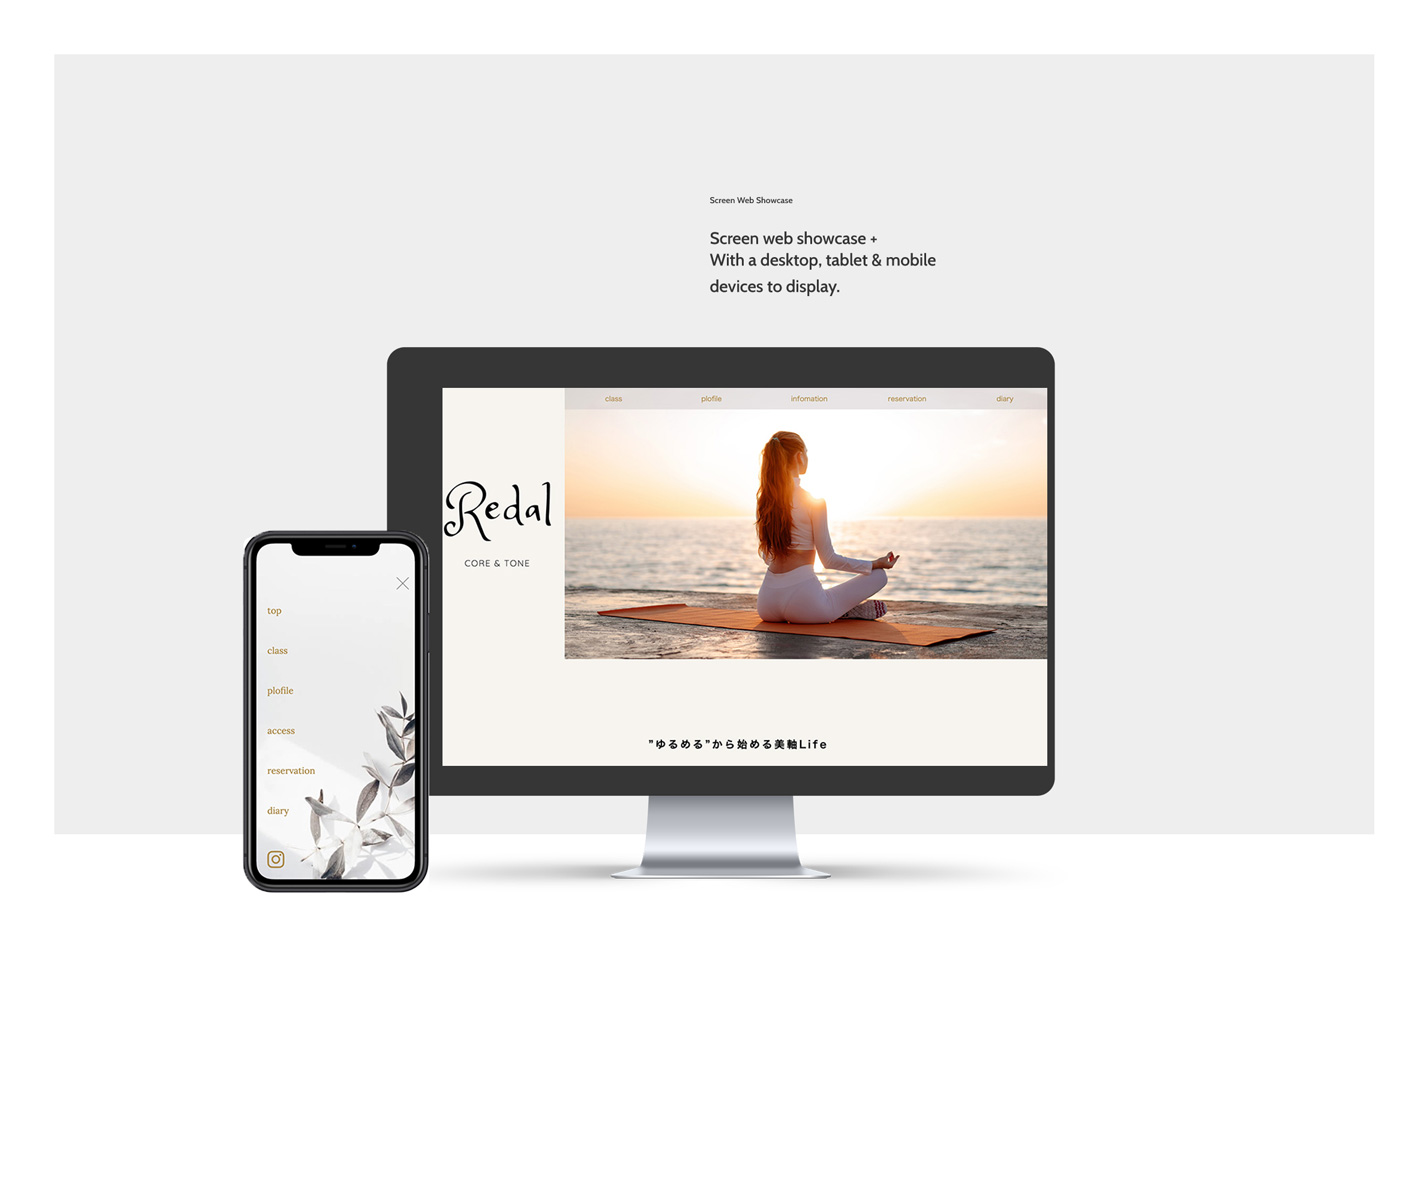 Screen Web Showcase
Screen web showcase +
With a desktop, tablet & mobile
devices to display.
class plofile infomation reservation diary
Redal
CORE & TONE
”ゆるめる”から始める美軸Life
top
class
plofile
access
reservation
diary